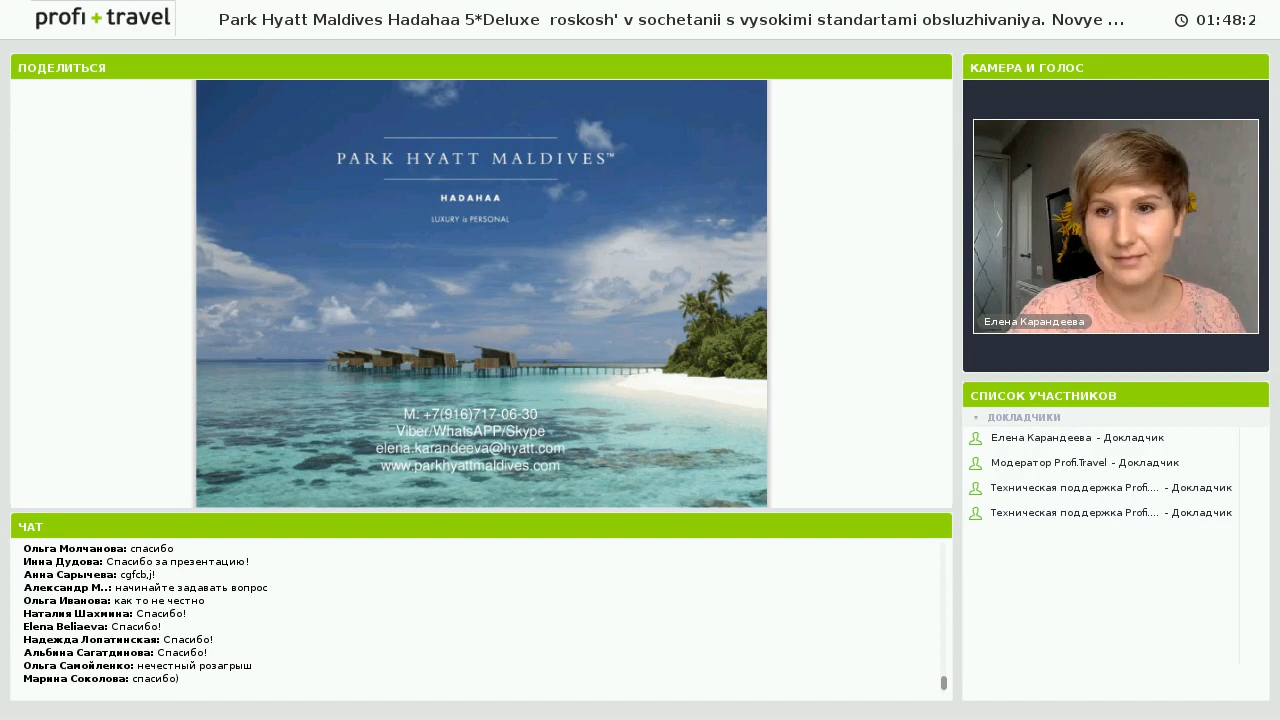 profi + travel
Park Hyatt Maldives Hadahaa 5*Deluxe roskosh' v sochetanii s vysokimi standartami obsluzhivaniya. Novye ...
01:48:2
ПОДЕЛИТЬСЯ
PARK HYATT MALDIVES™
HADAHAA
LUXURY is PERSONAL
M: +7(916)717-06-30
Viber/WhatsAPP/Skype
elena.karandeeva@hyatt.com
www.parkhyattmaldives.com
ЧАТ
Ольга Молчанова: спасибо
Инна Дудова: Спасибо за презентацию!
Анна Сарычева: cgfcb,j!
Александр М..: начинайте задавать вопрос
Ольга Иванова: как то не честно
Наталия Шахмина: Спасибо!
Elena Beliaeva: Спасибо!
Надежда Лопатинская: Спасибо!
Альбина Сагатдинова: Спасибо!
Ольга Самойленко: нечестный розагрыш
Марина Соколова: спасибо)
КАМЕРА И ГОЛОС
Елена Карандеева
СПИСОК УЧАСТНИКОВ
ДОКЛАДЧИКИ
Елена Карандеева - Докладчик
Модератор Profi.Travel - Докладчик
Техническая поддержка Profi.... - Докладчик
Техническая поддержка Profi.... - Докладчик